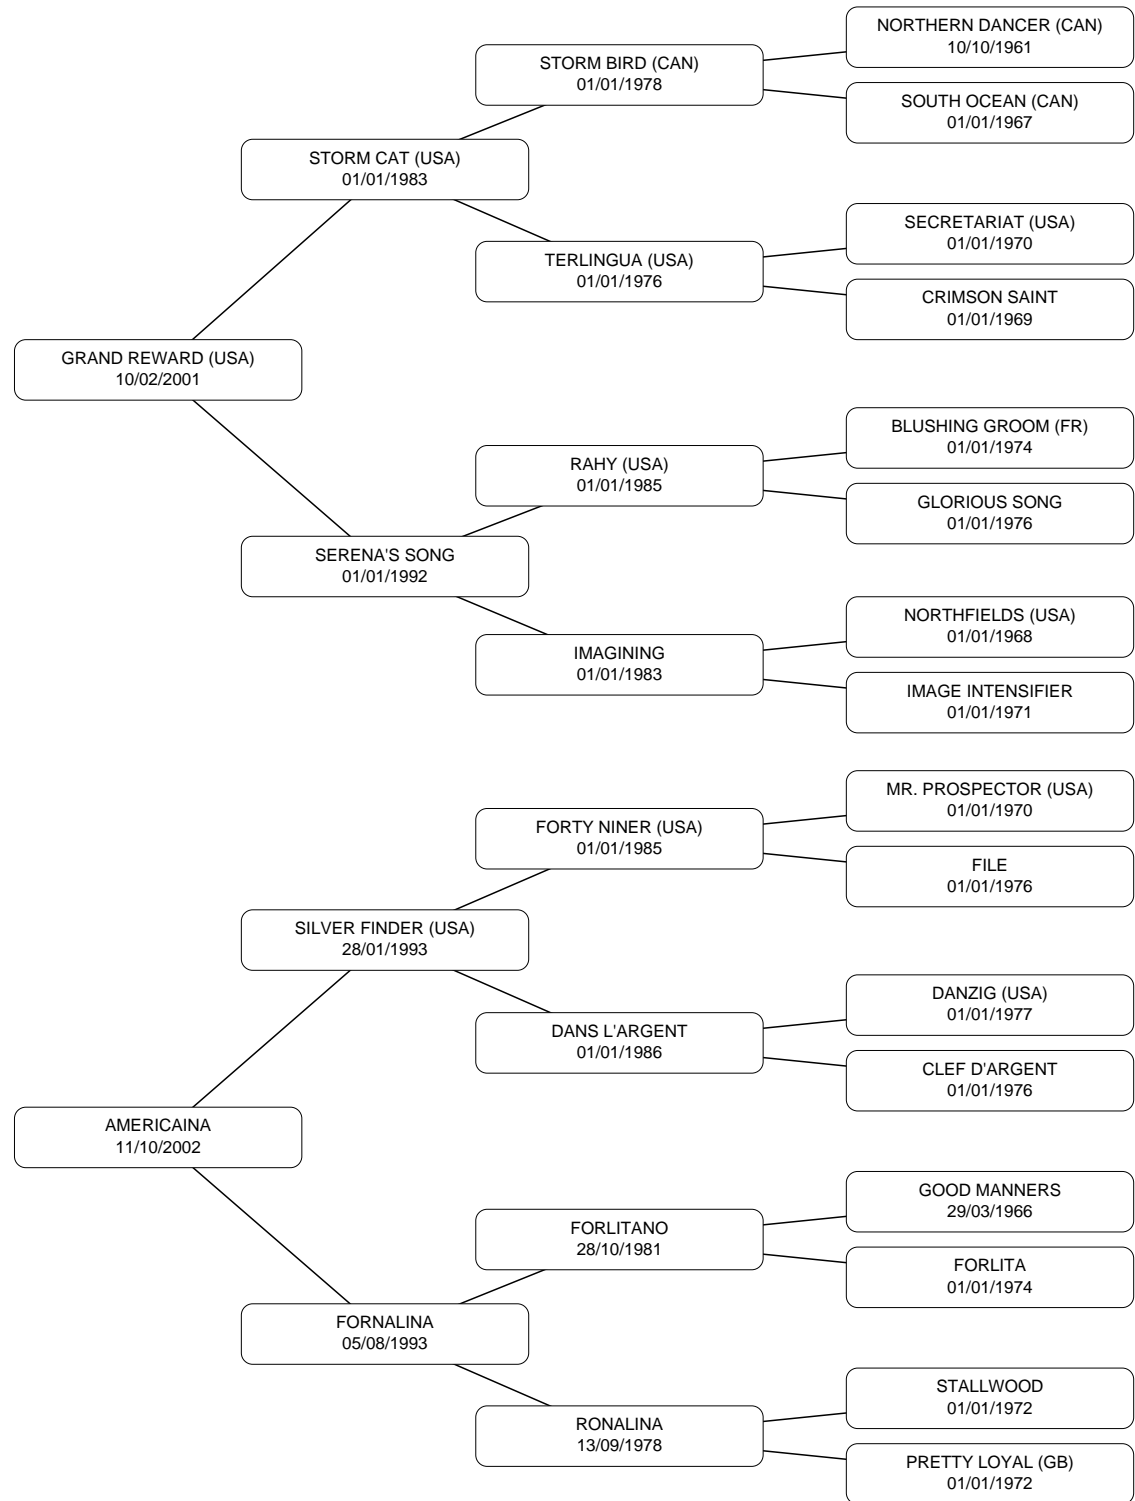 NORTHERN DANCER (CAN)
10/10/1961
STORM BIRD (CAN)
01/01/1978
SOUTH OCEAN (CAN)
01/01/1967
STORM CAT (USA)
01/01/1983
SECRETARIAT (USA)
01/01/1970
TERLINGUA (USA)
01/01/1976
CRIMSON SAINT
01/01/1969
GRAND REWARD (USA)
10/02/2001
BLUSHING GROOM (FR)
01/01/1974
RAHY (USA)
01/01/1985
GLORIOUS SONG
01/01/1976
SERENA'S SONG
01/01/1992
NORTHFIELDS (USA)
01/01/1968
IMAGINING
01/01/1983
IMAGE INTENSIFIER
01/01/1971
MR. PROSPECTOR (USA)
01/01/1970
FORTY NINER (USA)
01/01/1985
FILE
01/01/1976
SILVER FINDER (USA)
28/01/1993
DANZIG (USA)
01/01/1977
DANS L'ARGENT
01/01/1986
CLEF D'ARGENT
01/01/1976
AMERICAINA
11/10/2002
GOOD MANNERS
29/03/1966
FORLITANO
28/10/1981
FORLITA
01/01/1974
FORNALINA
05/08/1993
STALLWOOD
01/01/1972
RONALINA
13/09/1978
PRETTY LOYAL (GB)
01/01/1972